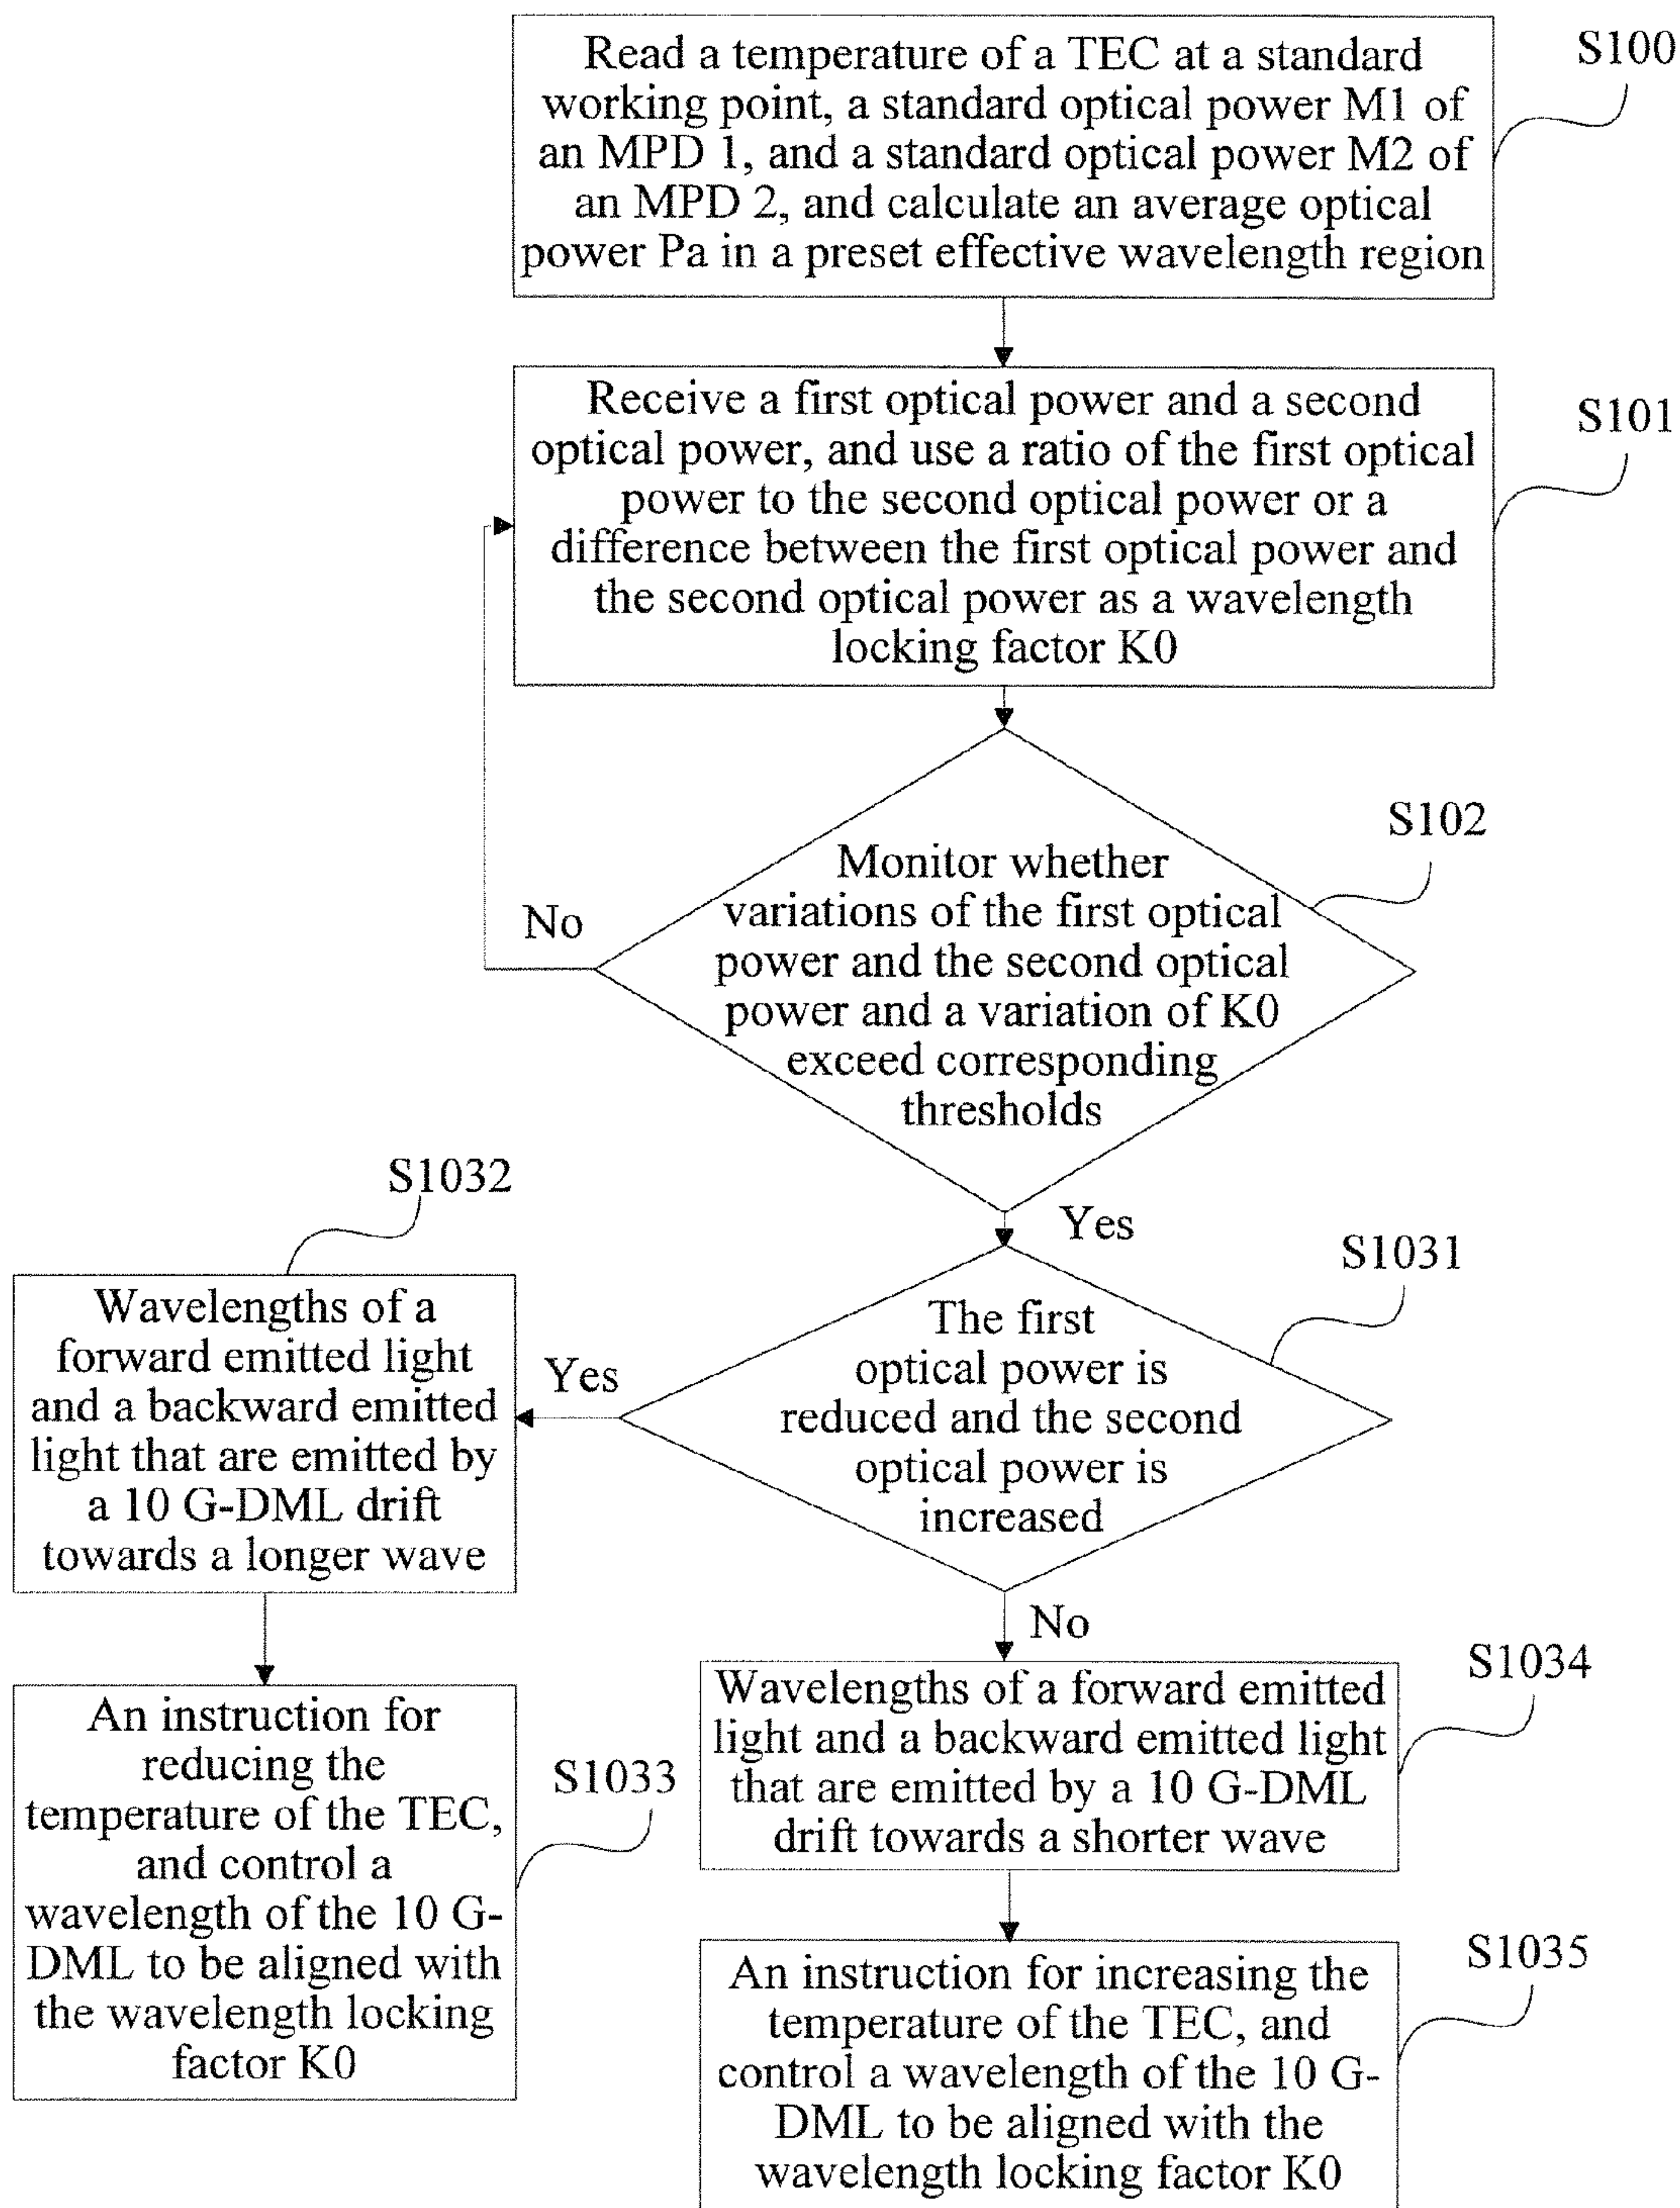 Read a temperature of a TEC at a standard
working point, a standard optical power M1 of
an MPD 1, and a standard optical power M2 of
an MPD 2, and calculate an average optical
power Pa in a preset effective wavelength region
S100
Receive a first optical power and a second
optical power, and use a ratio of the first optical
power to the second optical power or a
difference between the first optical power and
the second optical power as a wavelength
locking factor K0
S101
Monitor whether
variations of the first optical
power and the second optical
power and a variation of K0
exceed corresponding
thresholds
S102
No
Yes
The first
optical power is
reduced and the second
optical power is
increased
S1031
Yes
S1032
Wavelengths of a
forward emitted light
and a backward emitted
light that are emitted by
a 10 G-DML drift
towards a longer wave
An instruction for
reducing the
temperature of the TEC,
and control a
wavelength of the 10 G-
DML to be aligned with
the wavelength locking
factor K0
S1033
No
Wavelengths of a forward emitted
light and a backward emitted light
that are emitted by a 10 G-DML
drift towards a shorter wave
S1034
An instruction for increasing the
temperature of the TEC, and
control a wavelength of the 10 G-
DML to be aligned with the
wavelength locking factor K0
S1035